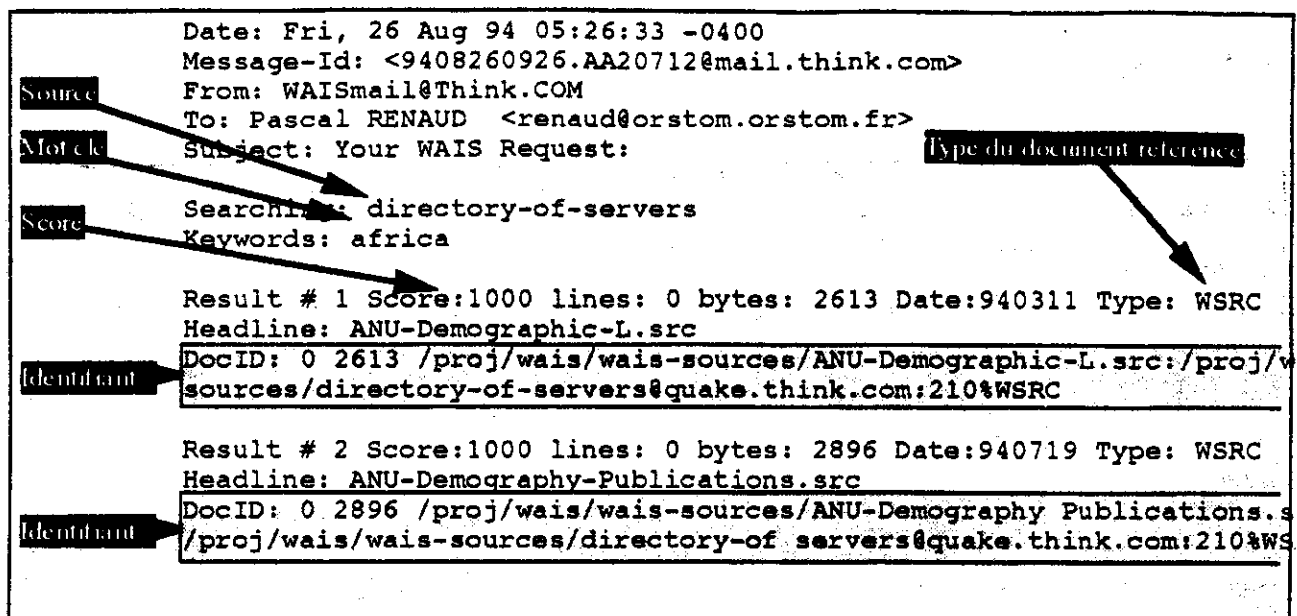 Date: Fri, 26 Aug 94 05:26:33 -0400
Message-Id: <9408260926.AA20712@mail.think.com>
Source
From: WAISmail@Think.COM
To: Pascal RENAUD <renaud@orstom.orstom.fr>
Mot cle
Subject: Your WAIS Request:
Type du document reference
Searching: directory-of-servers
Score
Keywords: africa
Result # 1 Score:1000 lines: 0 bytes: 2613 Date:940311 Type: WSRC
Headline: ANU-Demographic-L.src
Identifiant
DocID: 0 2613 /proj/wais/wais-sources/ANU-Demographic-L.src:/proj/w
sources/directory-of-servers@quake.think.com:210%WSRC
Result # 2 Score:1000 lines: 0 bytes: 2896 Date:940719 Type: WSRC
Headline: ANU-Demography-Publications.src
Identifiant
DocID: 0 2896 /proj/wais/wais-sources/ANU-Demography Publications.s
/proj/wais/wais-sources/directory-of servers@quake.think.com:210%WS